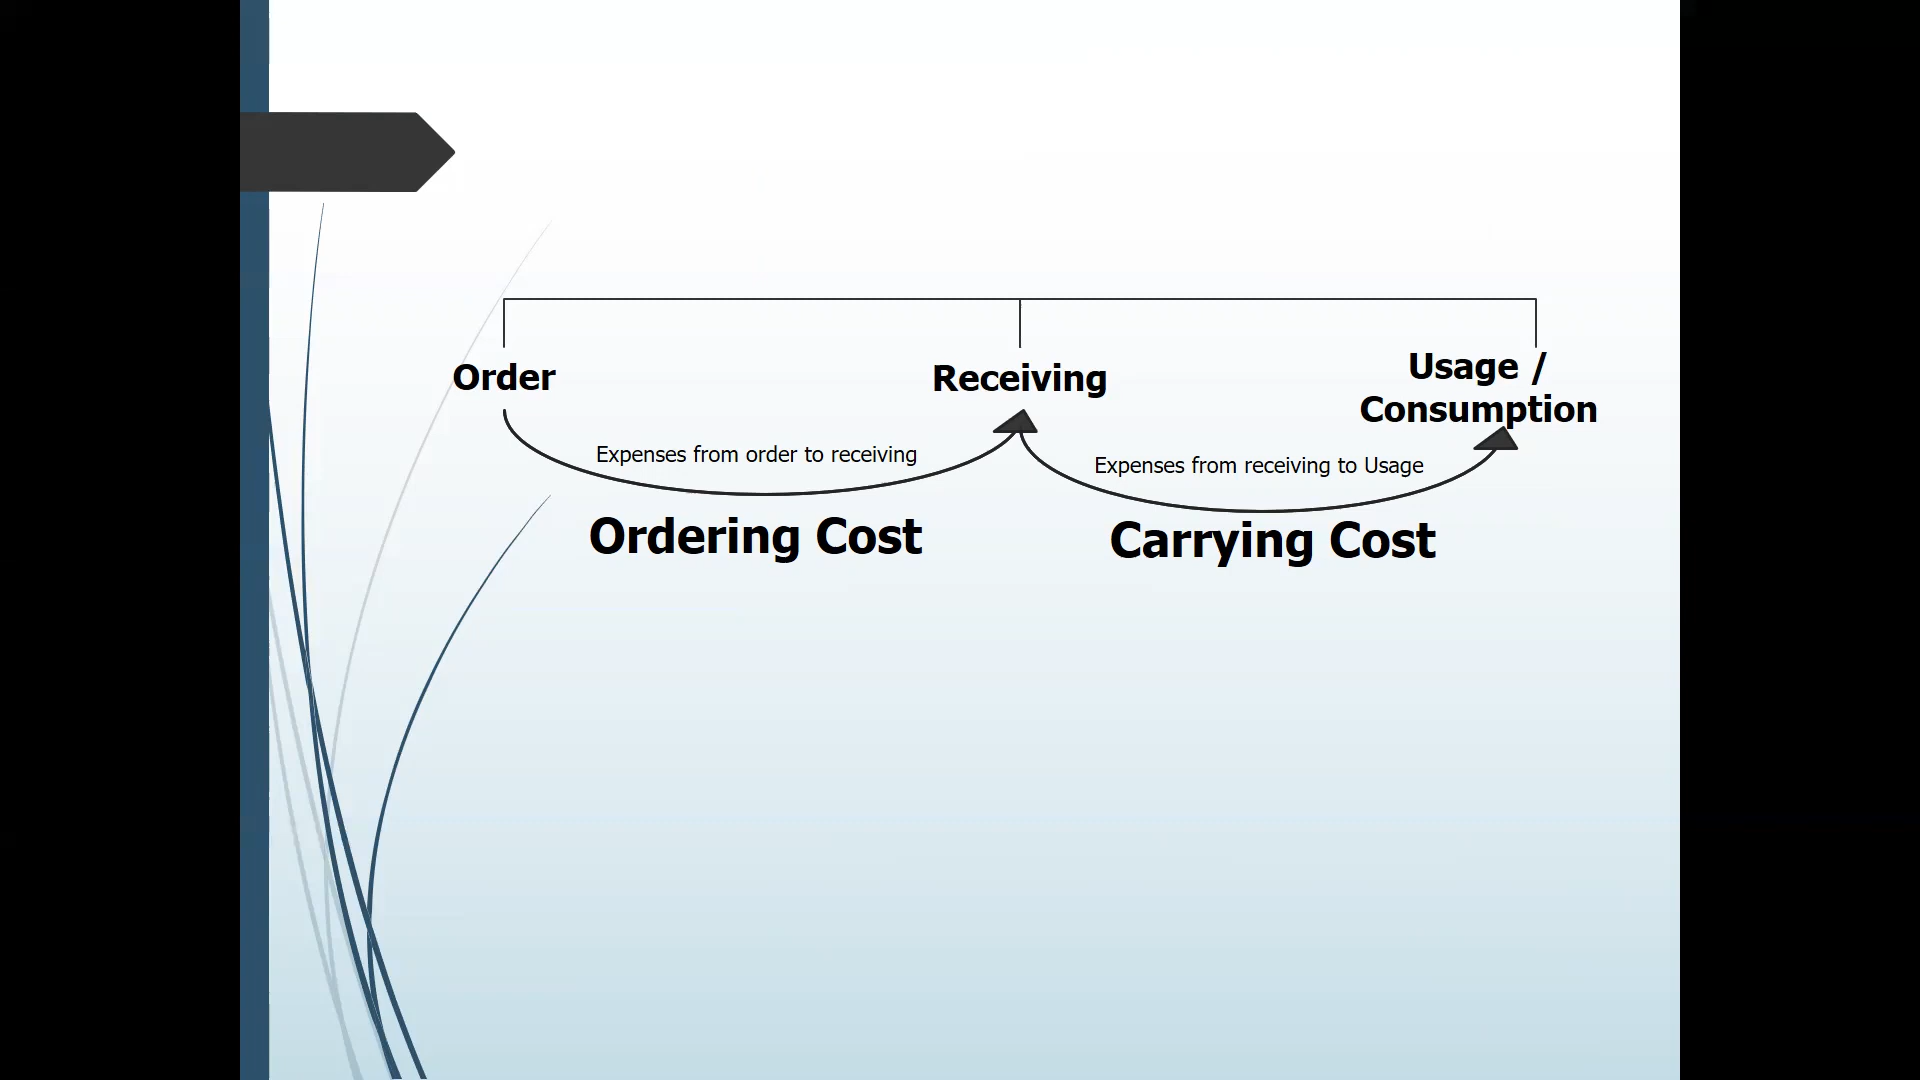 Order
Receiving
Usage /
Consumption
Expenses from order to receiving
Expenses from receiving to Usage
Ordering Cost
Carrying Cost